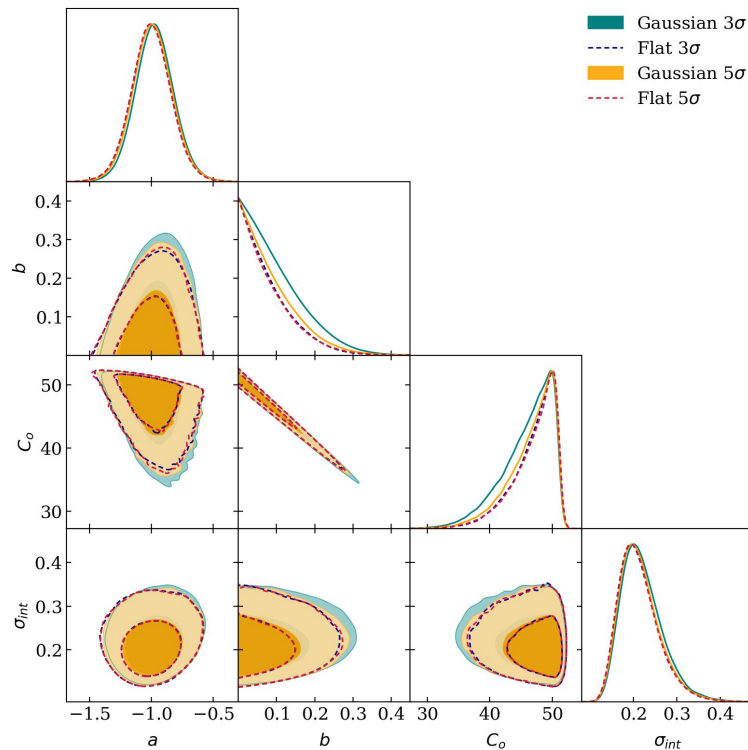 Gaussian 3σ
Flat 3σ
Gaussian 5σ
Flat 5σ
0.4
0.3
0.2
0.1
b
50
40
30
C_o
0.4
0.3
0.2
σ_int
−1.5 −1.0 −0.5
0.1 0.2 0.3 0.4
30 40 50
0.2 0.4
a
b
C_o
σ_int